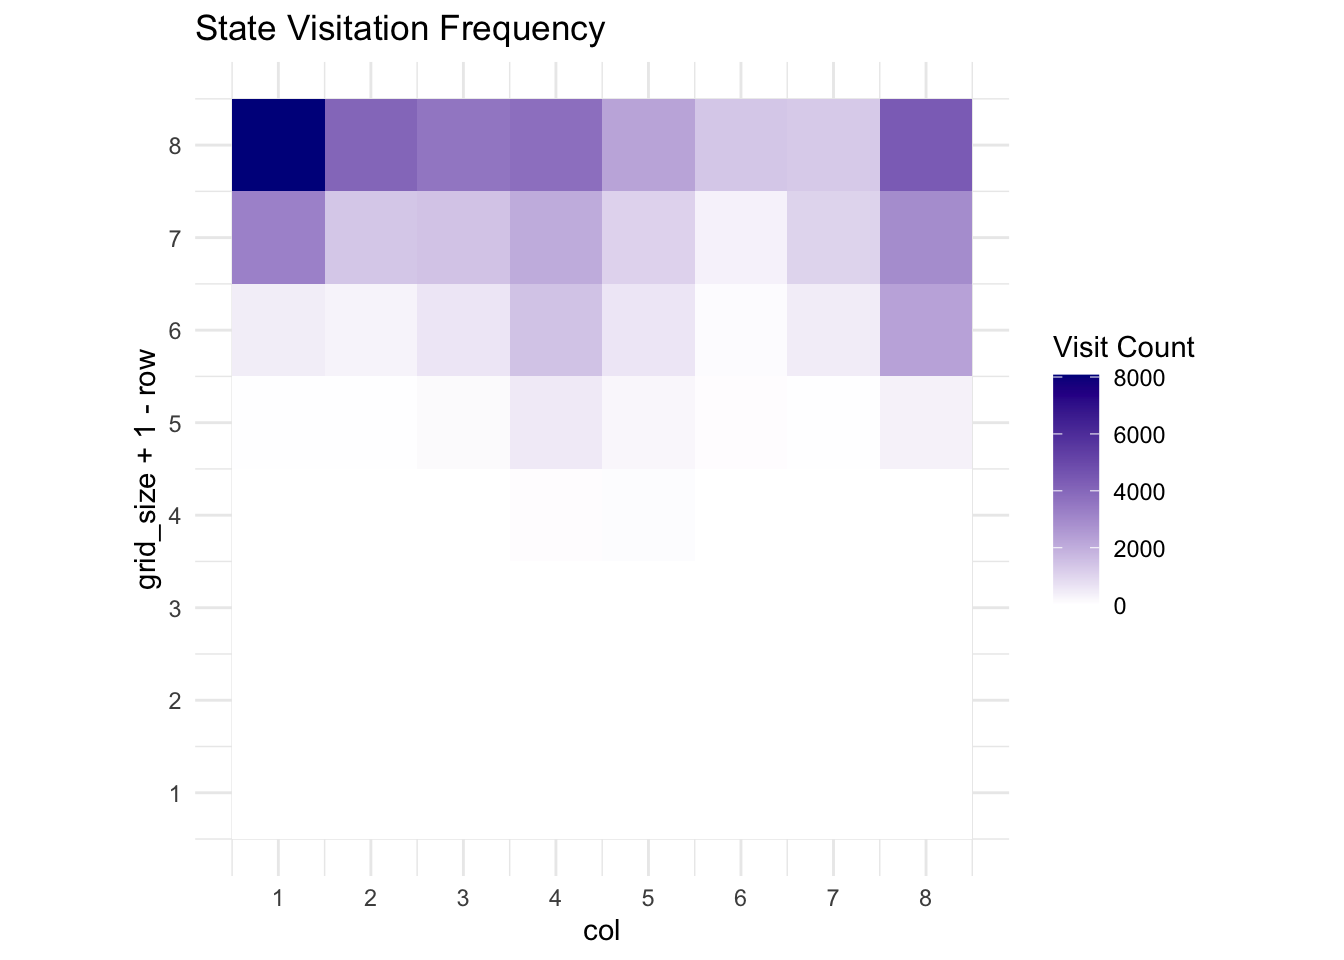 State Visitation Frequency
grid_size + 1 - row
8
7
6
5
4
3
2
1
1 2 3 4 5 6 7 8
col
Visit Count
8000
6000
4000
2000
0